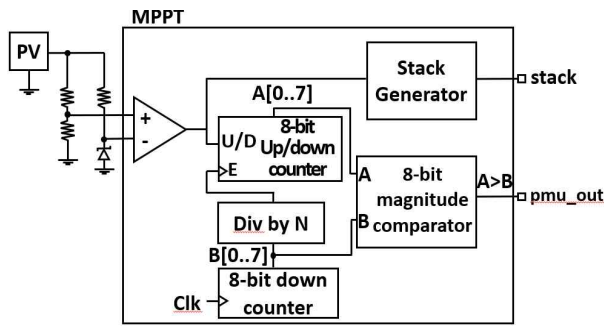 MPPT
PV
Stack
Generator
stack
A[0..7]
+
-
U/D
8-bit
Up/down
counter
E
A
8-bit
magnitude
comparator
B
A>B
pmu_out
Div by N
B[0..7]
8-bit down
counter
Clk